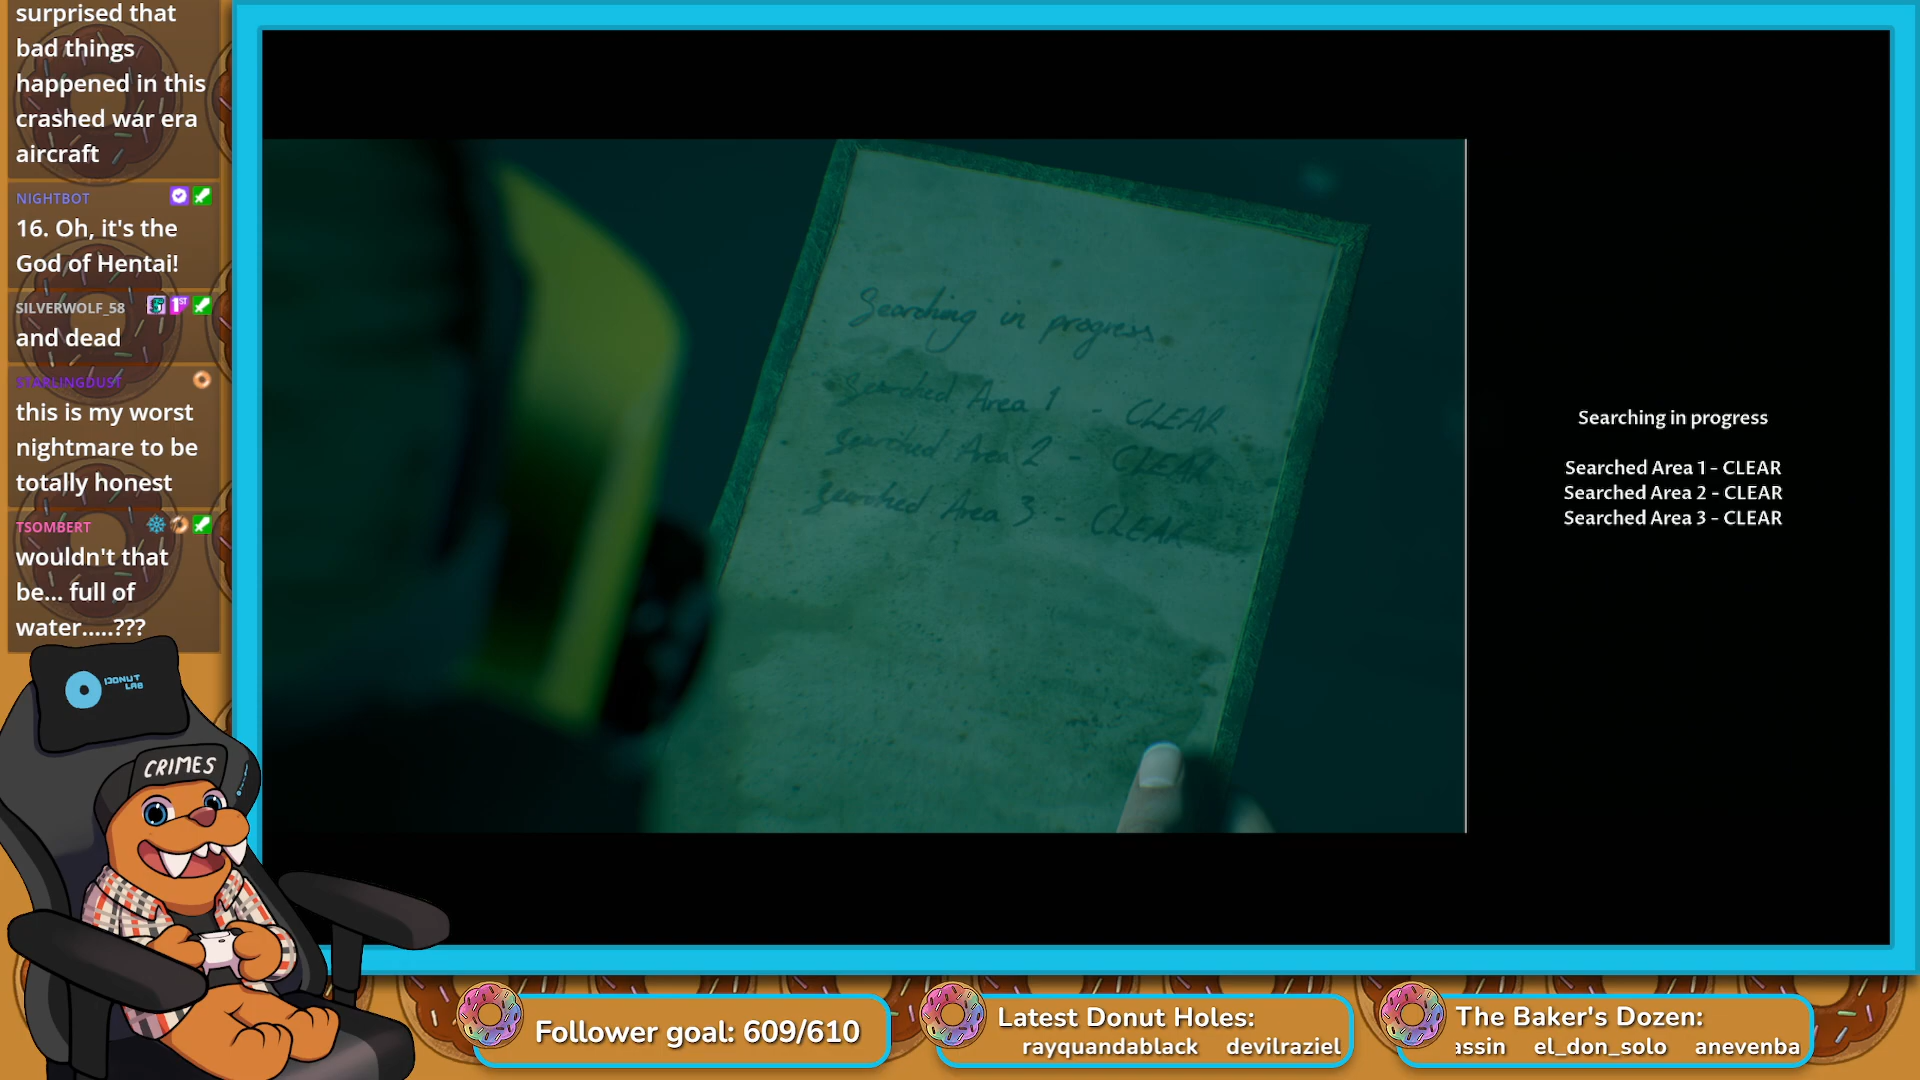 surprised that
bad things
happened in this
crashed war era
aircraft
NIGHTBOT
16. Oh, it's the
God of Hentai!
SILVERWOLF_58
1ST
and dead
STARLINGDUST
this is my worst
nightmare to be
totally honest
TSOMBERT
wouldn't that
be... full of
water.....???
DONUT
LAB
CRIMES
Searching in progress.
Searched Area 1 - CLEAR
Searched Area 2 - CLEAR
Searched Area 3 - CLEAR
Searching in progress
Searched Area 1 - CLEAR
Searched Area 2 - CLEAR
Searched Area 3 - CLEAR
Follower goal: 609/610
Latest Donut Holes:
rayquandablack devilraziel
The Baker's Dozen:
assin el_don_solo anevenba